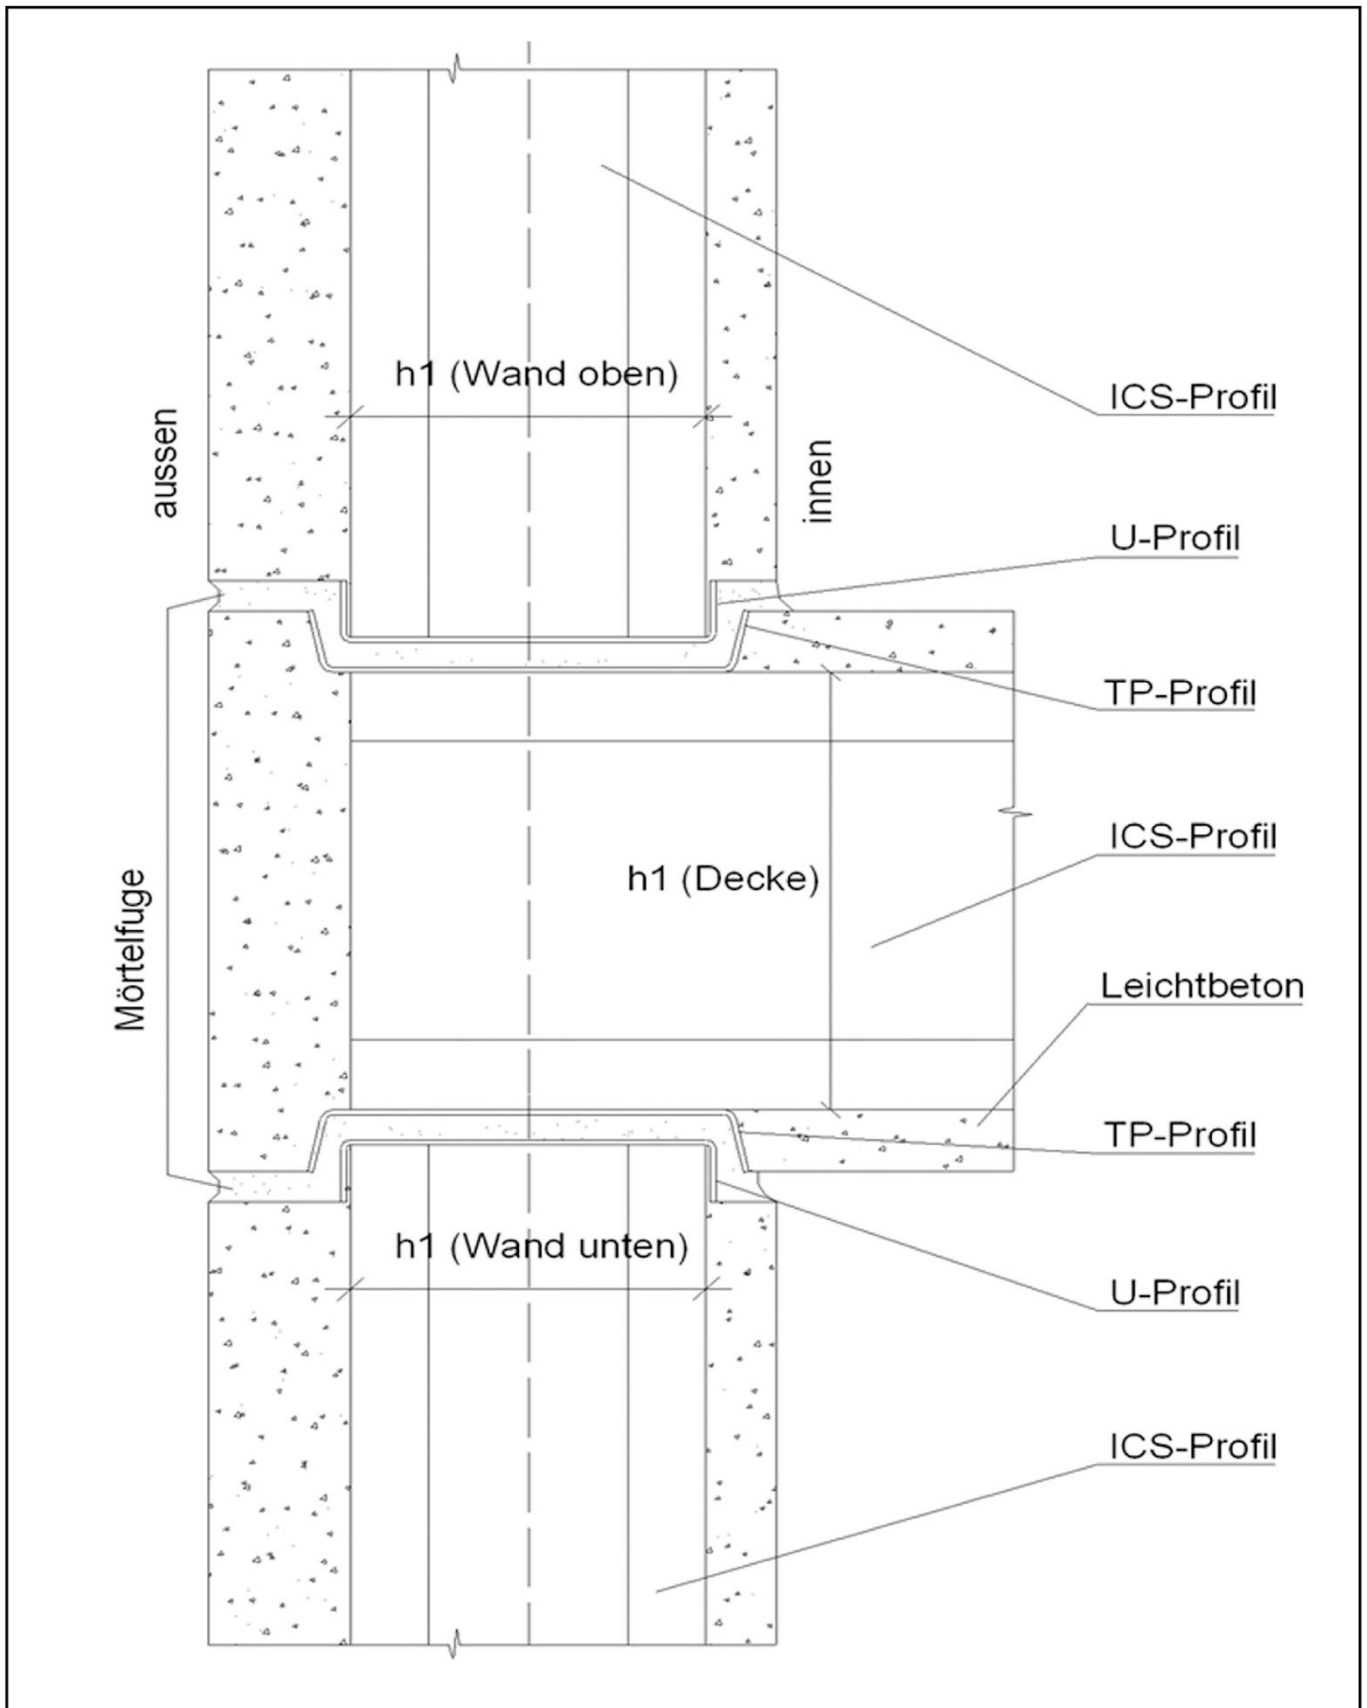 h1 (Wand oben)
ICS-Profil
aussen
innen
U-Profil
TP-Profil
ICS-Profil
h1 (Decke)
Mörtelfuge
Leichtbeton
TP-Profil
h1 (Wand unten)
U-Profil
ICS-Profil